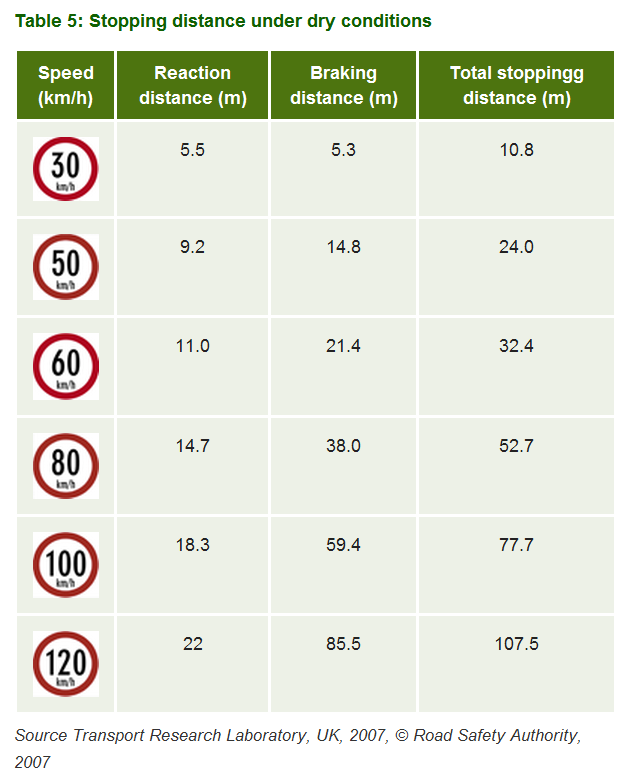 Table 5: Stopping distance under dry conditions
Speed (km/h) Reaction distance (m) Braking distance (m) Total stoppingg distance (m)
30 km/h 5.5 5.3 10.8
50 km/h 9.2 14.8 24.0
60 km/h 11.0 21.4 32.4
80 km/h 14.7 38.0 52.7
100 km/h 18.3 59.4 77.7
120 km/h 22 85.5 107.5
Source Transport Research Laboratory, UK, 2007, © Road Safety Authority,
2007